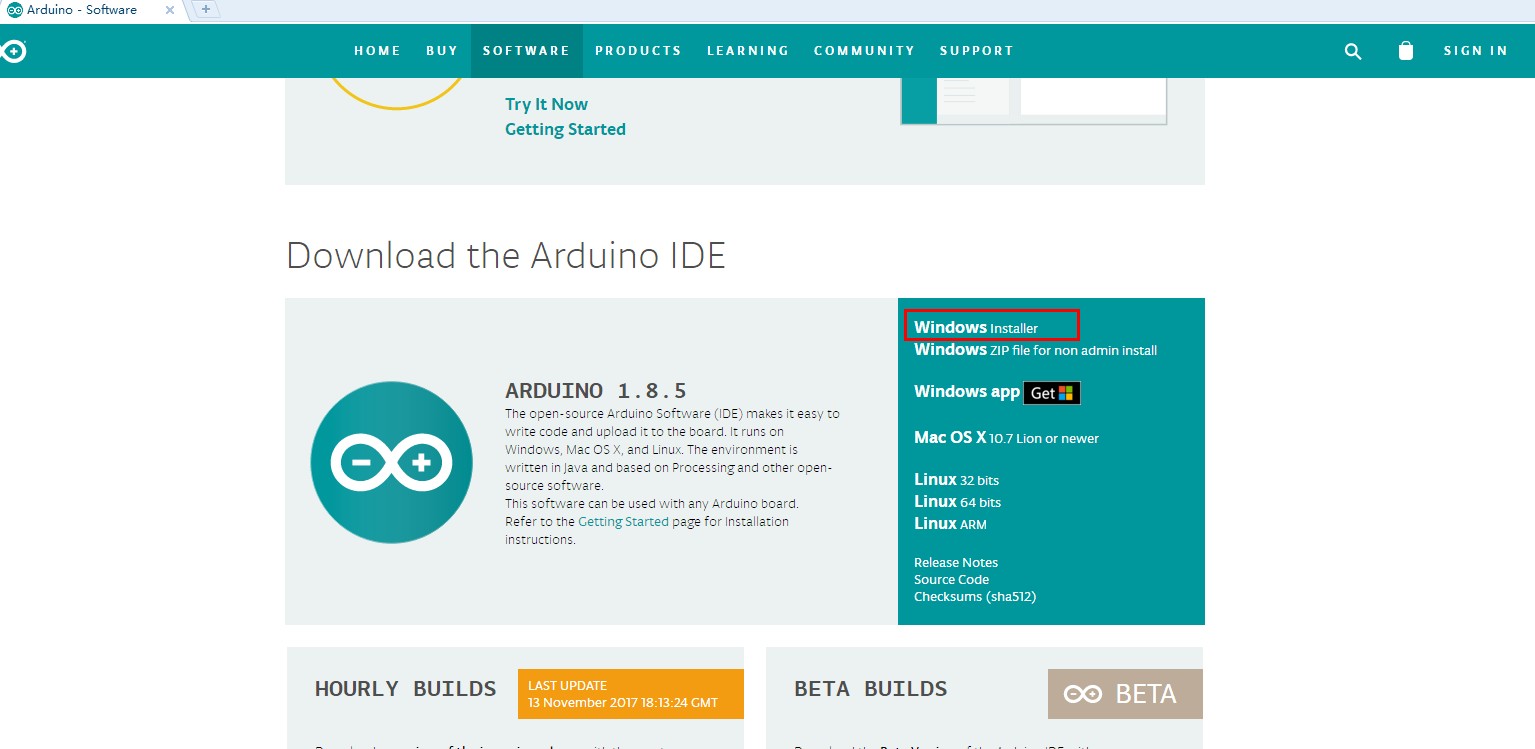 Arduino - Software
HOME BUY SOFTWARE PRODUCTS LEARNING COMMUNITY SUPPORT SIGN IN
Try It Now
Getting Started
Download the Arduino IDE
ARDUINO 1.8.5
The open-source Arduino Software (IDE) makes it easy to
write code and upload it to the board. It runs on
Windows, Mac OS X, and Linux. The environment is
written in Java and based on Processing and other open-
source software.
This software can be used with any Arduino board.
Refer to the Getting Started page for Installation
instructions.
Windows Installer
Windows ZIP file for non admin install
Windows app Get
Mac OS X 10.7 Lion or newer
Linux 32 bits
Linux 64 bits
Linux ARM
Release Notes
Source Code
Checksums (sha512)
HOURLY BUILDS
LAST UPDATE
13 November 2017 18:13:24 GMT
BETA BUILDS
BETA